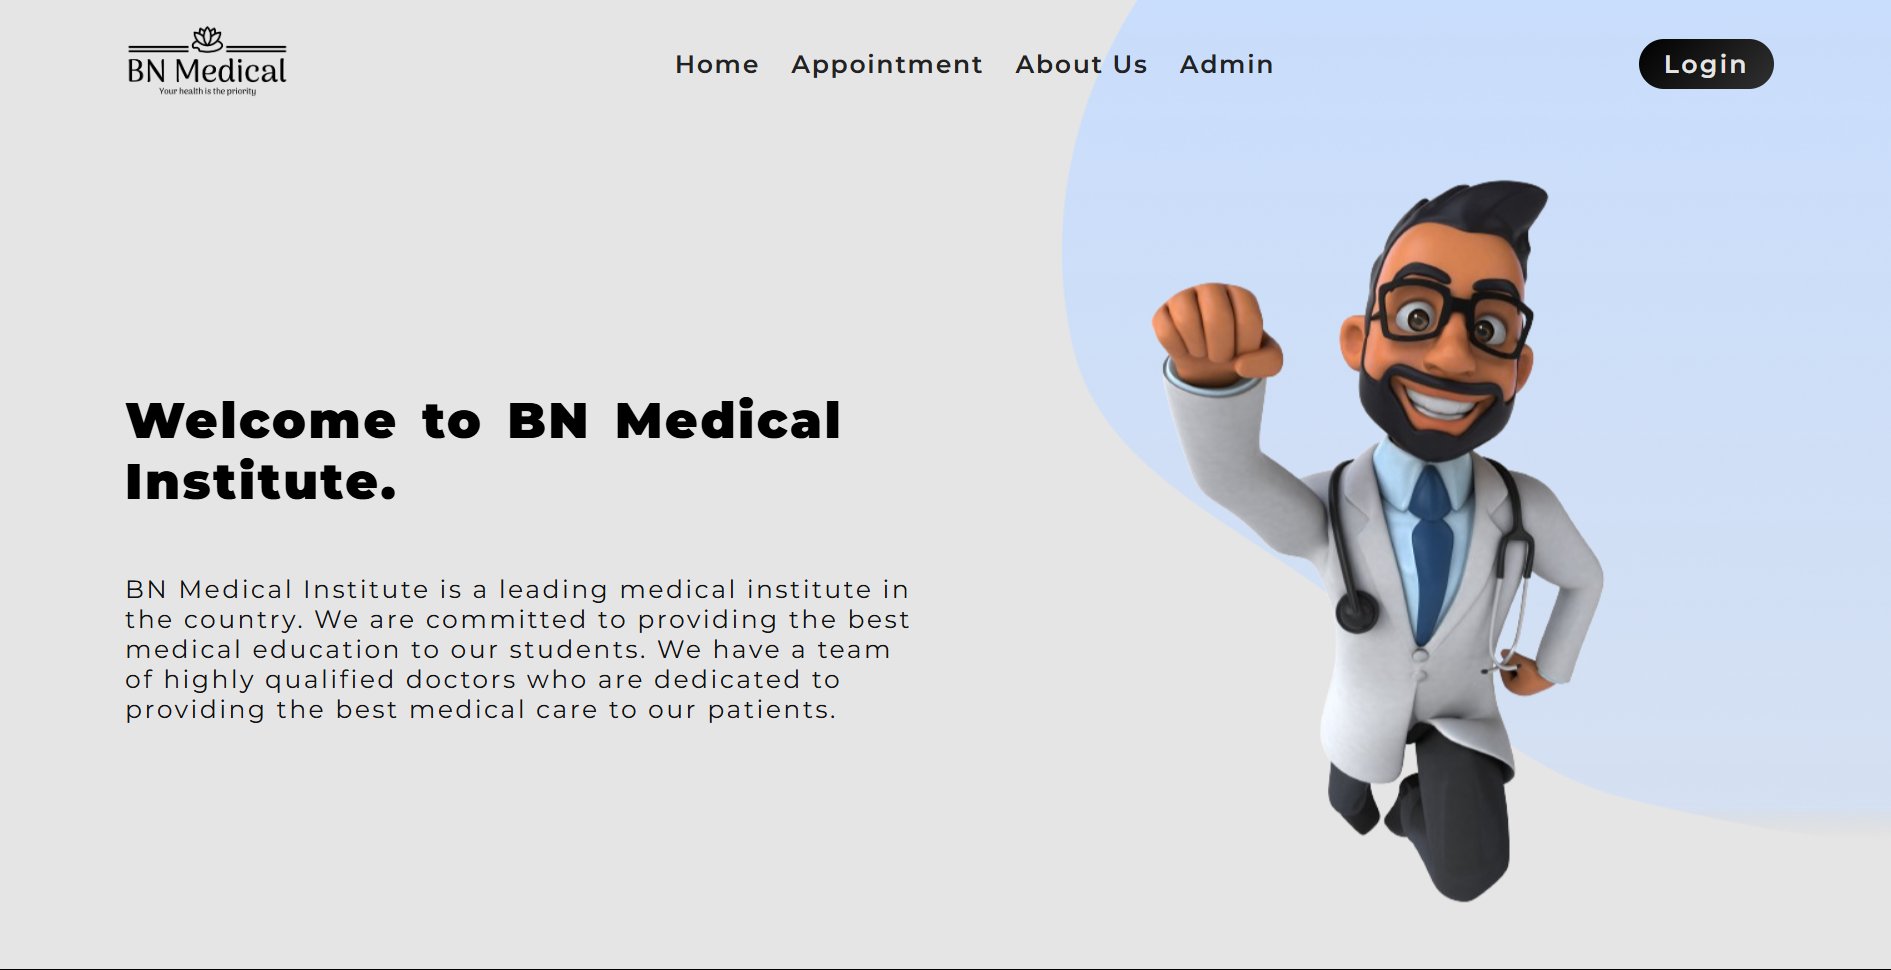 BN Medical
Your health is the priority
Home Appointment About Us Admin
Login
Welcome to BN Medical
Institute.
BN Medical Institute is a leading medical institute in
the country. We are committed to providing the best
medical education to our students. We have a team
of highly qualified doctors who are dedicated to
providing the best medical care to our patients.